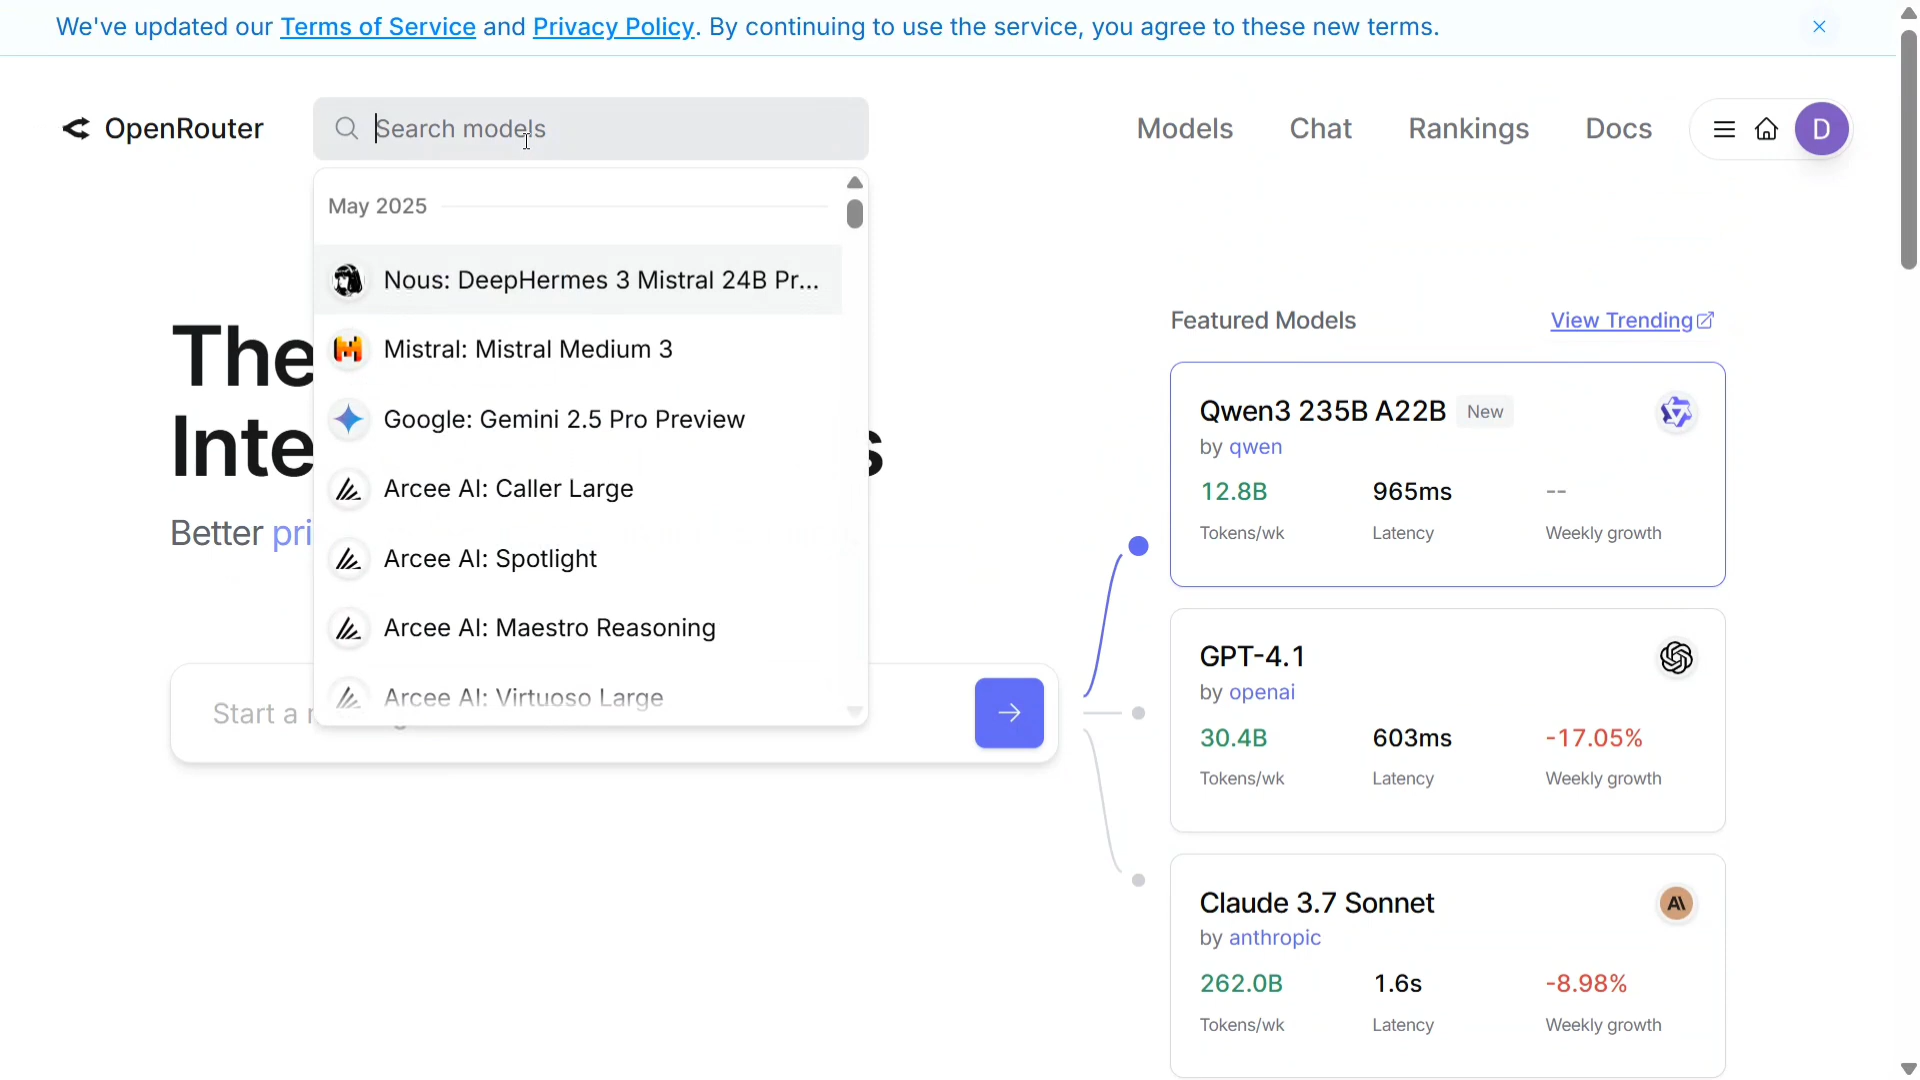 We've updated our Terms of Service and Privacy Policy. By continuing to use the service, you agree to these new terms.
OpenRouter
Search models
Models
Chat
Rankings
Docs
D
May 2025
Nous: DeepHermes 3 Mistral 24B Pr...
Mistral: Mistral Medium 3
Google: Gemini 2.5 Pro Preview
Arcee AI: Caller Large
Arcee AI: Spotlight
Arcee AI: Maestro Reasoning
Arcee AI: Virtuoso Large
The
Inte
s
Better pri
Start a
Featured Models
View Trending
Qwen3 235B A22B New
by qwen
12.8B 965ms --
Tokens/wk Latency Weekly growth
GPT-4.1
by openai
30.4B 603ms -17.05%
Tokens/wk Latency Weekly growth
Claude 3.7 Sonnet
by anthropic
262.0B 1.6s -8.98%
Tokens/wk Latency Weekly growth